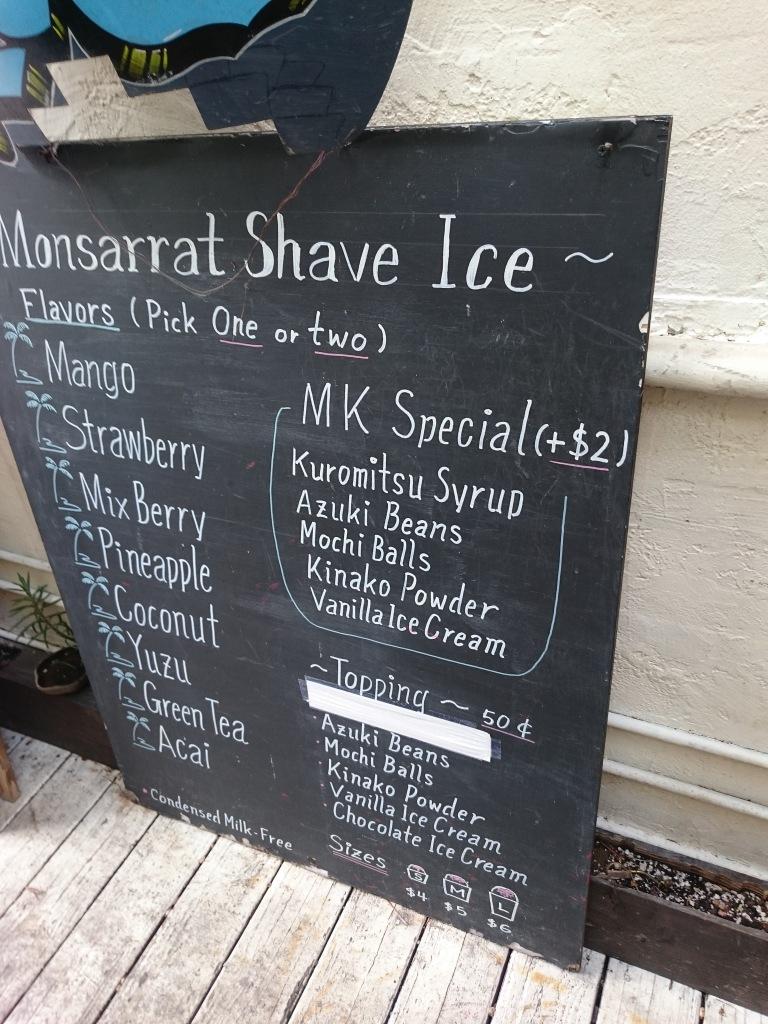 Monsarrat Shave Ice ~
Flavors (Pick One or two)
Mango
Strawberry
Mix Berry
Pineapple
Coconut
Yuzu
Green Tea
Acai
• Condensed Milk-Free
MK Special (+$2)
Kuromitsu Syrup
Azuki Beans
Mochi Balls
Kinako Powder
Vanilla Ice Cream
~ Topping ~ 50¢
• Azuki Beans
• Mochi Balls
• Kinako Powder
• Vanilla Ice Cream
• Chocolate Ice Cream
Sizes
S M L
$4 $5 $6